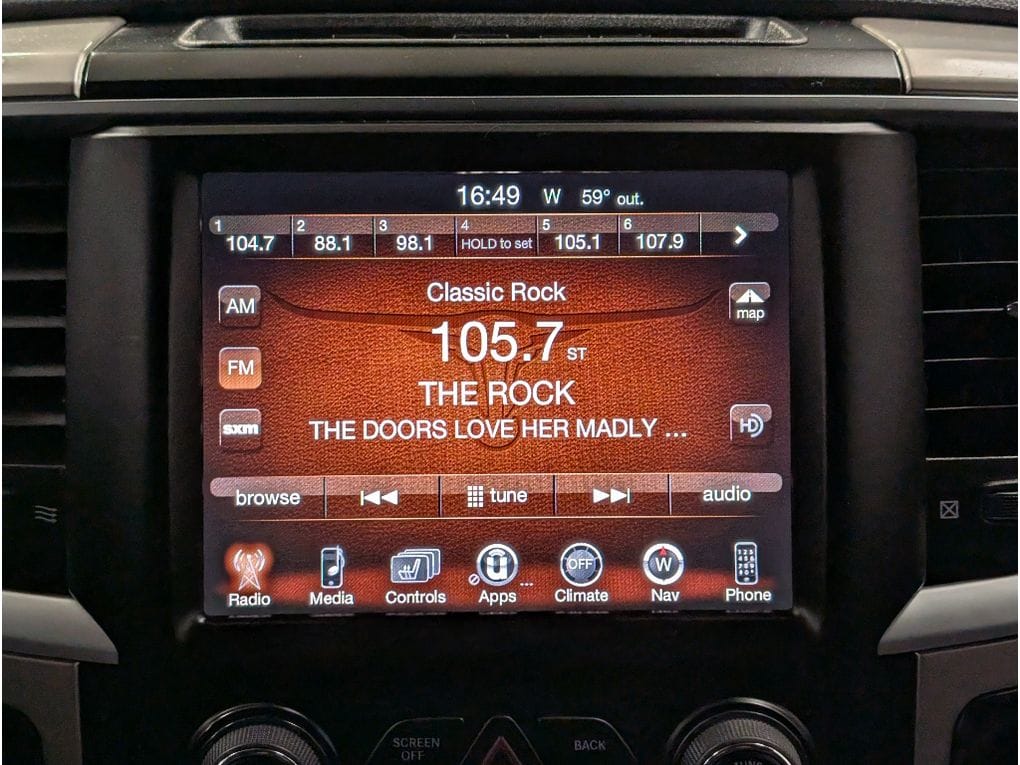 16:49 W 59° out.
1 2 3 4 5 6
104.7 88.1 98.1 HOLD to set 105.1 107.9
Classic Rock
AM
map
105.7 ST
FM
THE ROCK
sxm
HD
THE DOORS LOVE HER MADLY ...
browse tune audio
OFF W
Radio Media Controls Apps ... Climate Nav Phone
SCREEN
OFF
BACK